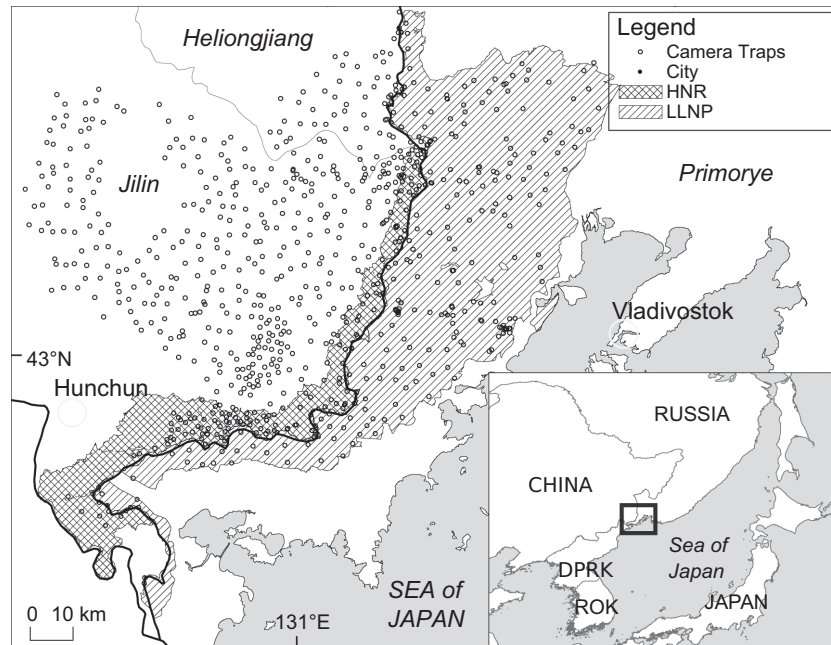 Legend
Camera Traps
City
HNR
LLNP
Heliongjiang
Jilin
Primorye
Vladivostok
43°N
Hunchun
RUSSIA
CHINA
Sea of
Japan
DPRK
ROK
JAPAN
SEA of
JAPAN
0 10 km
131°E